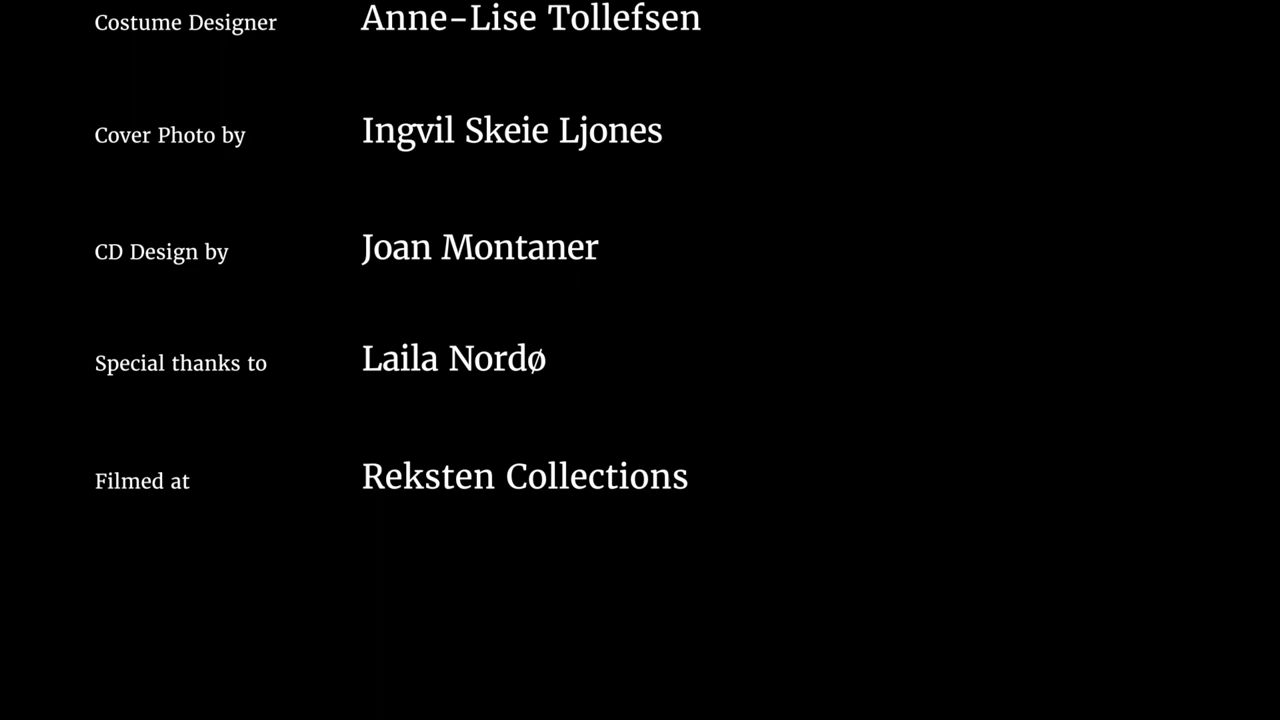 Costume Designer Anne-Lise Tollefsen
Cover Photo by Ingvil Skeie Ljones
CD Design by Joan Montaner
Special thanks to Laila Nordø
Filmed at Reksten Collections